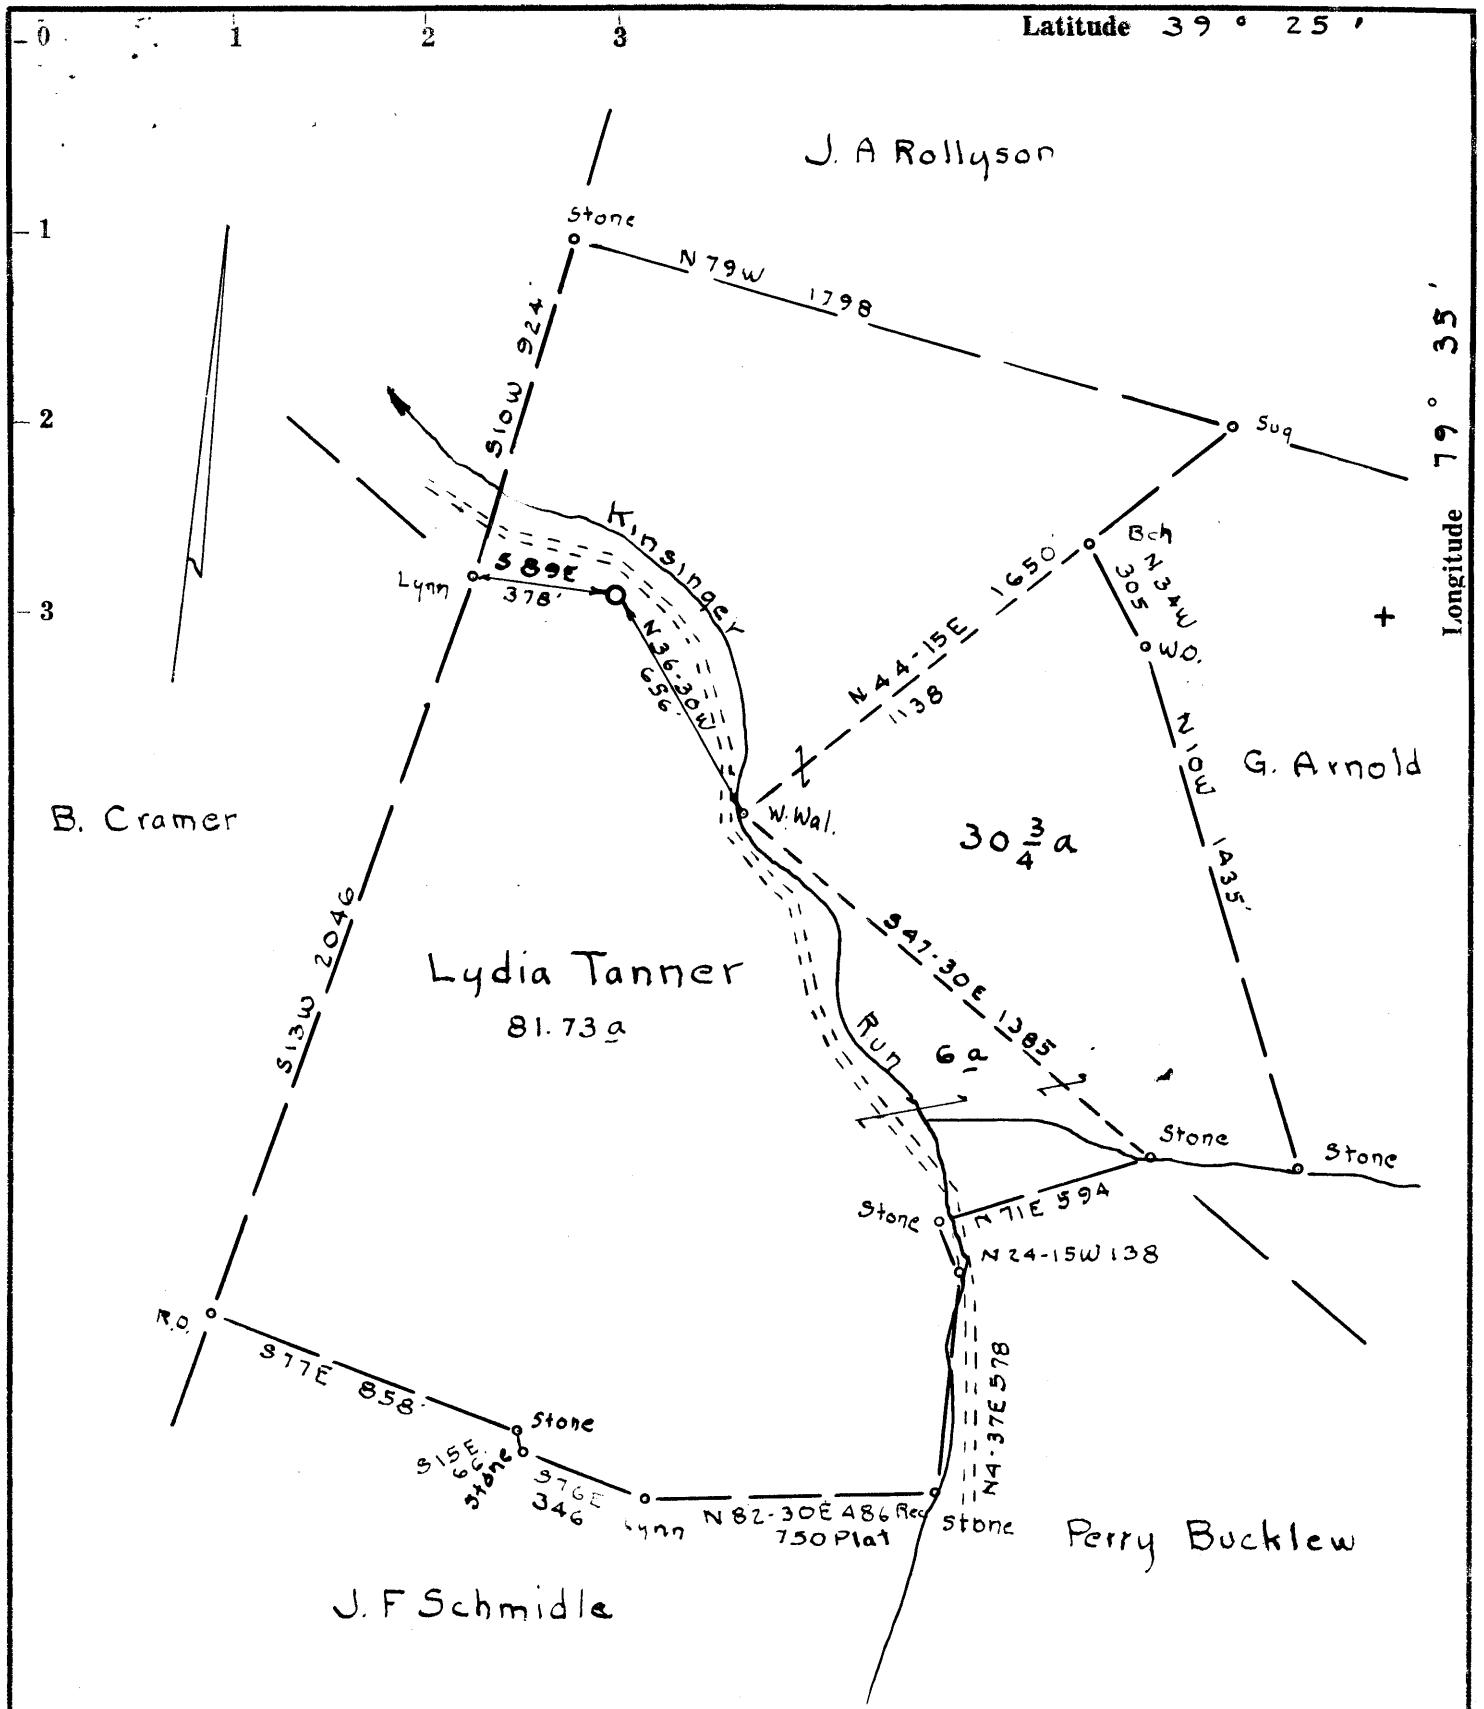 0 1 2 3
Latitude 39° 25'
J. A Rollyson
Stone
1
N79W 1798
S10W 924'
79° 35'
Longitude
2
Sug
Kinsinger
Bch
N34W
305
1650'
Lynn
S89E
378'
3
N36-30W
656'
N44-15E
1138
W.O.
N10W 1435'
G. Arnold
B. Cramer
W. Wal.
30 3/4 a
S13W 2046
S47-30E 1385
Lydia Tanner
81.73 a
Run
6 a
Stone
Stone
Stone
N71E 594
N24-15W 138
R.O.
S77E 858'
N4-37E 578
Stone
S15E
66
Stone
S76E
346
Lynn
N82-30E 486 Rec
750 Plat
Stone
Perry Bucklew
J. F Schmidle